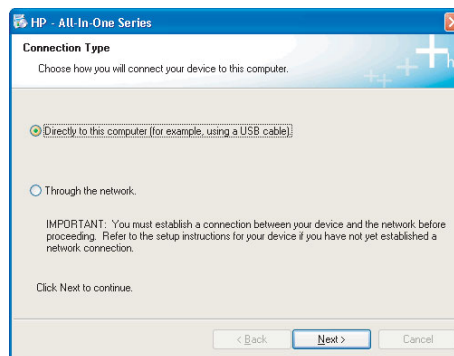 HP - All-In-One Series
Connection Type
Choose how you will connect your device to this computer.
Directly to this computer (for example, using a USB cable).
Through the network.
IMPORTANT: You must establish a connection between your device and the network before
proceeding. Refer to the setup instructions for your device if you have not yet established a
network connection.
Click Next to continue.
< Back
Next >
Cancel